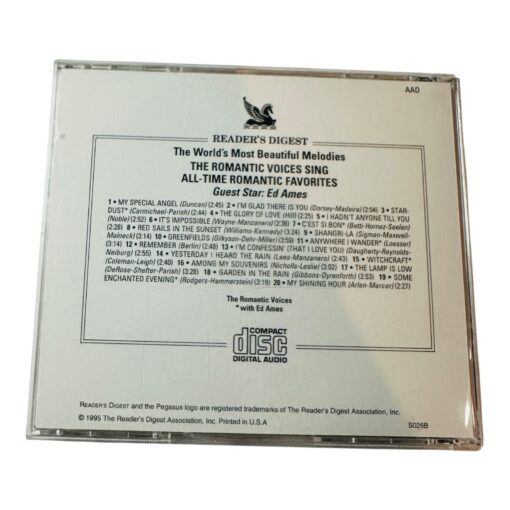 AAD
READER'S DIGEST
The World's Most Beautiful Melodies
THE ROMANTIC VOICES SING
ALL-TIME ROMANTIC FAVORITES
Guest Star: Ed Ames
1 • MY SPECIAL ANGEL (Duncan) (2:45) 2 • I'M GLAD THERE IS YOU (Dorsey-Madeira) (2:54) 3 • STAR-
DUST* (Carmichael-Parish) (2:44) 4 • THE GLORY OF LOVE (Hill) (2:25) 5 • I HADN'T ANYONE TILL YOU
(Noble) (2:52) 6 • IT'S IMPOSSIBLE (Wayne-Manzanero) (3:26) 7 • C'EST SI BON* (Betti-Hornez-Seelen)
(2:28) 8 • RED SAILS IN THE SUNSET (Williams-Kennedy) (3:24) 9 • SHANGRI-LA (Sigman-Maxwell-
Malneck) (3:14) 10 • GREENFIELDS (Gilkyson-Dehr-Miller) (3:59) 11 • ANYWHERE I WANDER* (Loesser)
(3:14) 12 • REMEMBER (Berlin) (2:48) 13 • I'M CONFESSIN' (THAT I LOVE YOU) (Daugherty-Reynolds-
Neiburg) (2:55) 14 • YESTERDAY I HEARD THE RAIN (Lees-Manzanero) (2:43) 15 • WITCHCRAFT*
(Coleman-Leigh) (2:40) 16 • AMONG MY SOUVENIRS (Nicholls-Leslie) (3:02) 17 • THE LAMP IS LOW
(DeRose-Shefter-Parish) (3:28) 18 • GARDEN IN THE RAIN (Gibbons-Dyrenforth) (2:53) 19 • SOME
ENCHANTED EVENING* (Rodgers-Hammerstein) (3:19) 20 • MY SHINING HOUR (Arlen-Mercer) (2:27)
The Romantic Voices
* with Ed Ames
COMPACT
disc
DIGITAL AUDIO
READER'S DIGEST and the Pegasus logo are registered trademarks of The Reader's Digest Association, Inc.
© 1995 The Reader's Digest Association, Inc. Printed in U.S.A
S026B